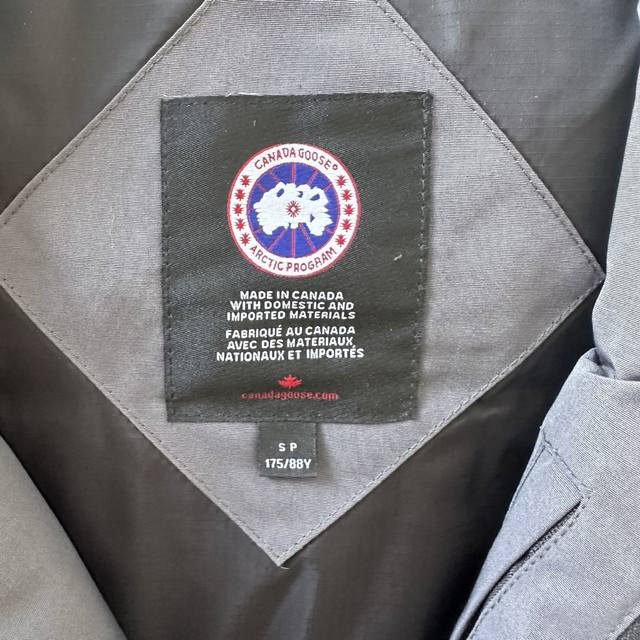 CANADA GOOSE®
ARCTIC PROGRAM
MADE IN CANADA
WITH DOMESTIC AND
IMPORTED MATERIALS
FABRIQUÉ AU CANADA
AVEC DES MATERIAUX
NATIONAUX ET IMPORTÉS
canadagoose.com
S P
175/88Y